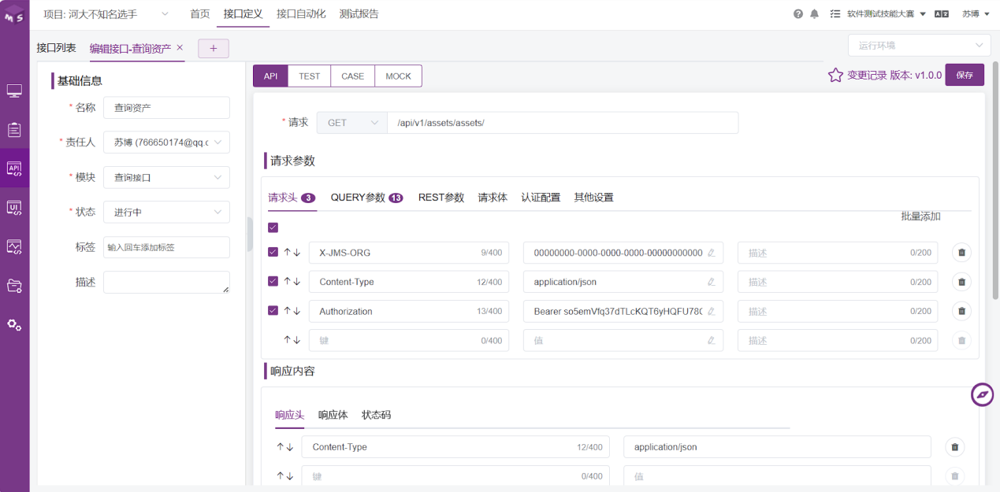 MS 项目: 河大不知名选手 首页 接口定义 接口自动化 测试报告 软件测试技能大赛 苏博
接口列表 编辑接口-查询资产 × + 运行环境
基础信息 API TEST CASE MOCK 变更记录 版本: v1.0.0 保存
* 名称 查询资产
* 责任人 苏博 (766650174@qq.c
* 模块 查询接口
* 状态 进行中
标签 输入回车添加标签
描述
* 请求 GET /api/v1/assets/assets/
请求参数
请求头 3 QUERY参数 13 REST参数 请求体 认证配置 其他设置
批量添加
X-JMS-ORG 9/400 00000000-0000-0000-0000-00000000000 描述 0/200
Content-Type 12/400 application/json 描述 0/200
Authorization 13/400 Bearer so5emVfq37dTLcKQT6yHQFU78C 描述 0/200
键 0/400 值 描述 0/200
响应内容
响应头 响应体 状态码
Content-Type 12/400 application/json
键 0/400 值
API
UI